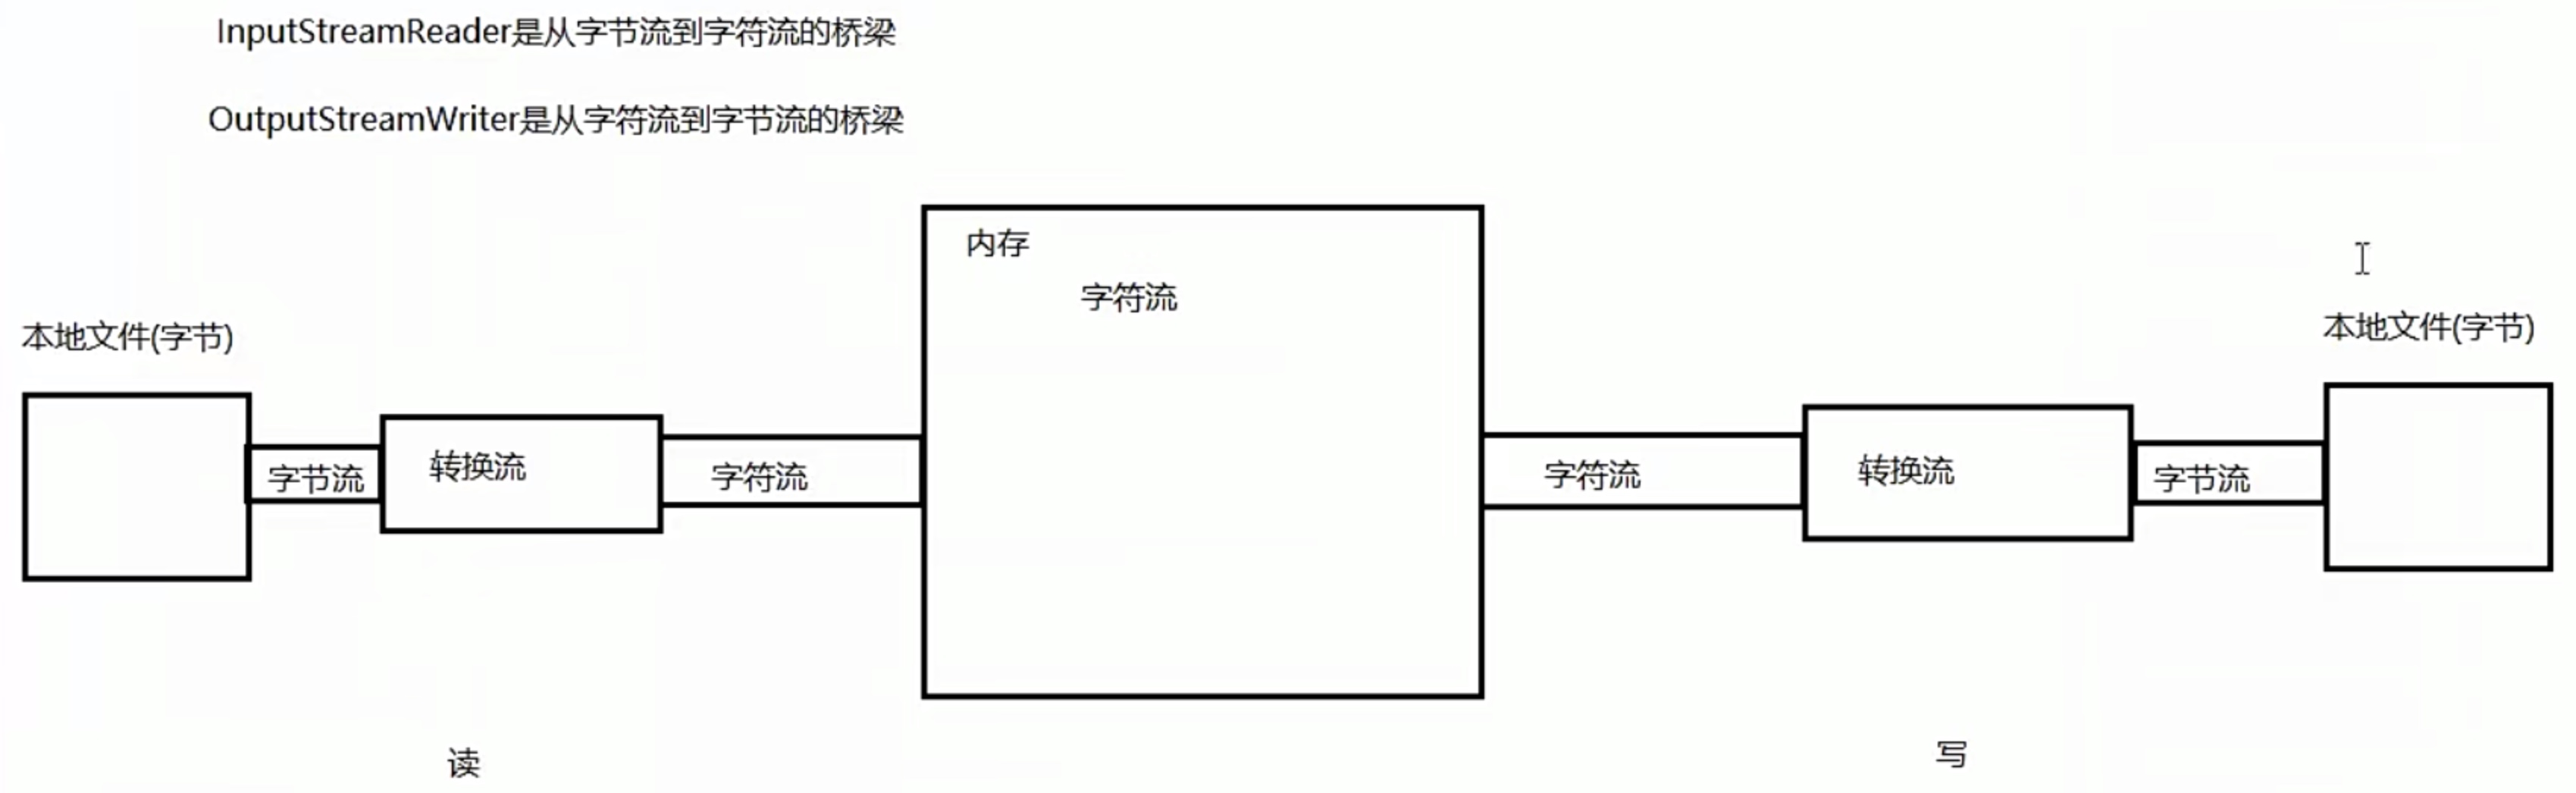 InputStreamReader是从字节流到字符流的桥梁
OutputStreamWriter是从字符流到字节流的桥梁
内存
字符流
本地文件(字节)
本地文件(字节)
字节流
转换流
字符流
字符流
转换流
字节流
读
写